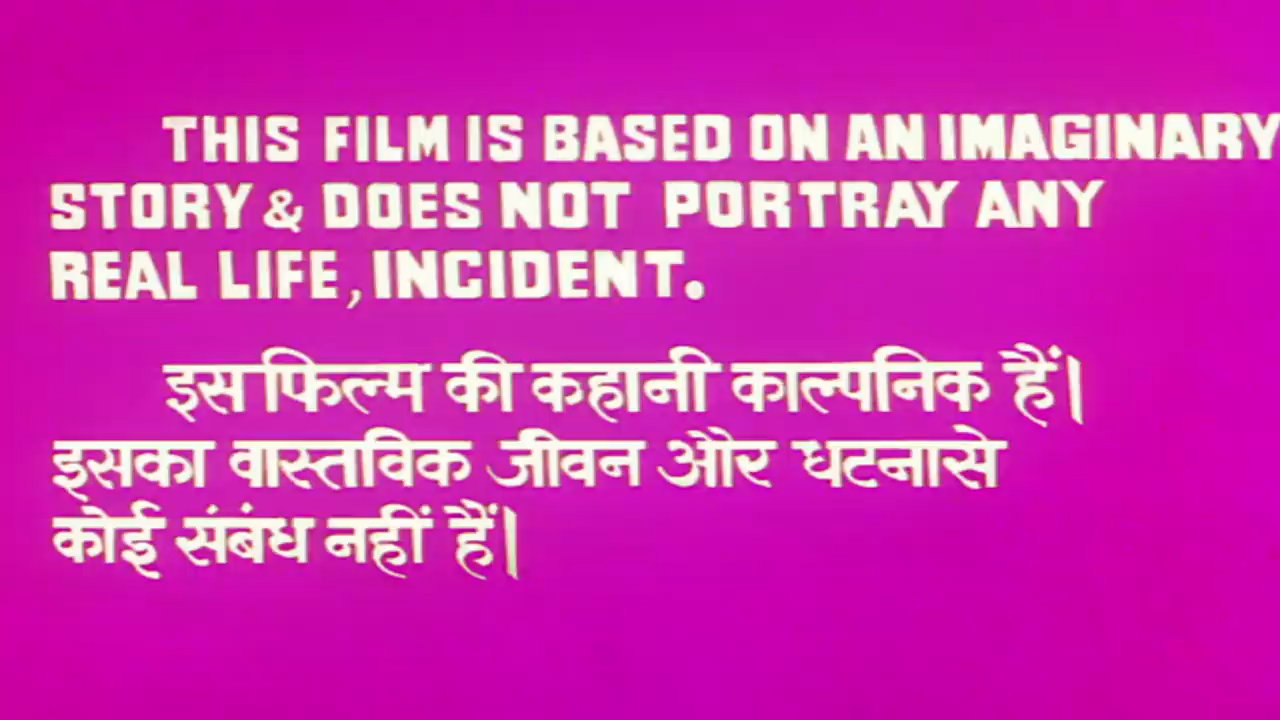 THIS FILM IS BASED ON AN IMAGINARY
STORY & DOES NOT PORTRAY ANY
REAL LIFE, INCIDENT.
इस फिल्म की कहानी काल्पनिक हैं।
इसका वास्तविक जीवन और धटनासे
कोई संबंध नहीं हैं।